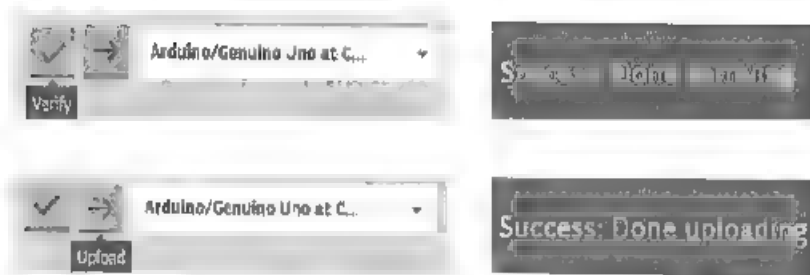 Arduino/Genuino Uno at C...
Verify
Arduino/Genuino Uno at C...
Success: Done uploading
Upload